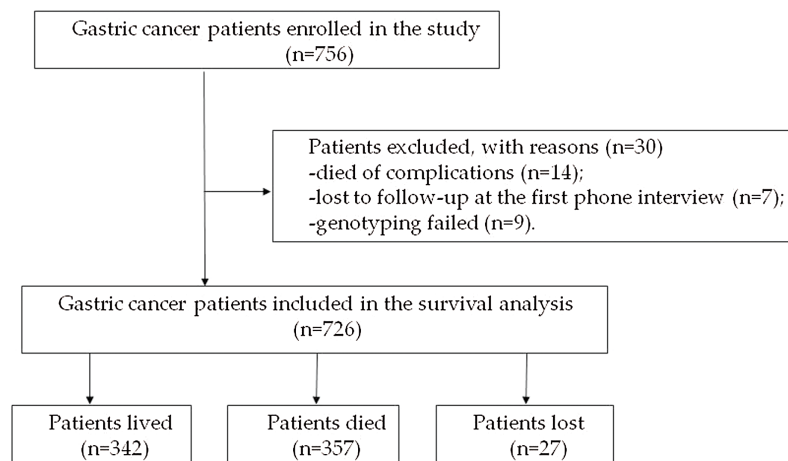 Gastric cancer patients enrolled in the study
(n=756)
Patients excluded, with reasons (n=30)
-died of complications (n=14);
-lost to follow-up at the first phone interview (n=7);
-genotyping failed (n=9).
Gastric cancer patients included in the survival analysis
(n=726)
Patients lived
(n=342)
Patients died
(n=357)
Patients lost
(n=27)